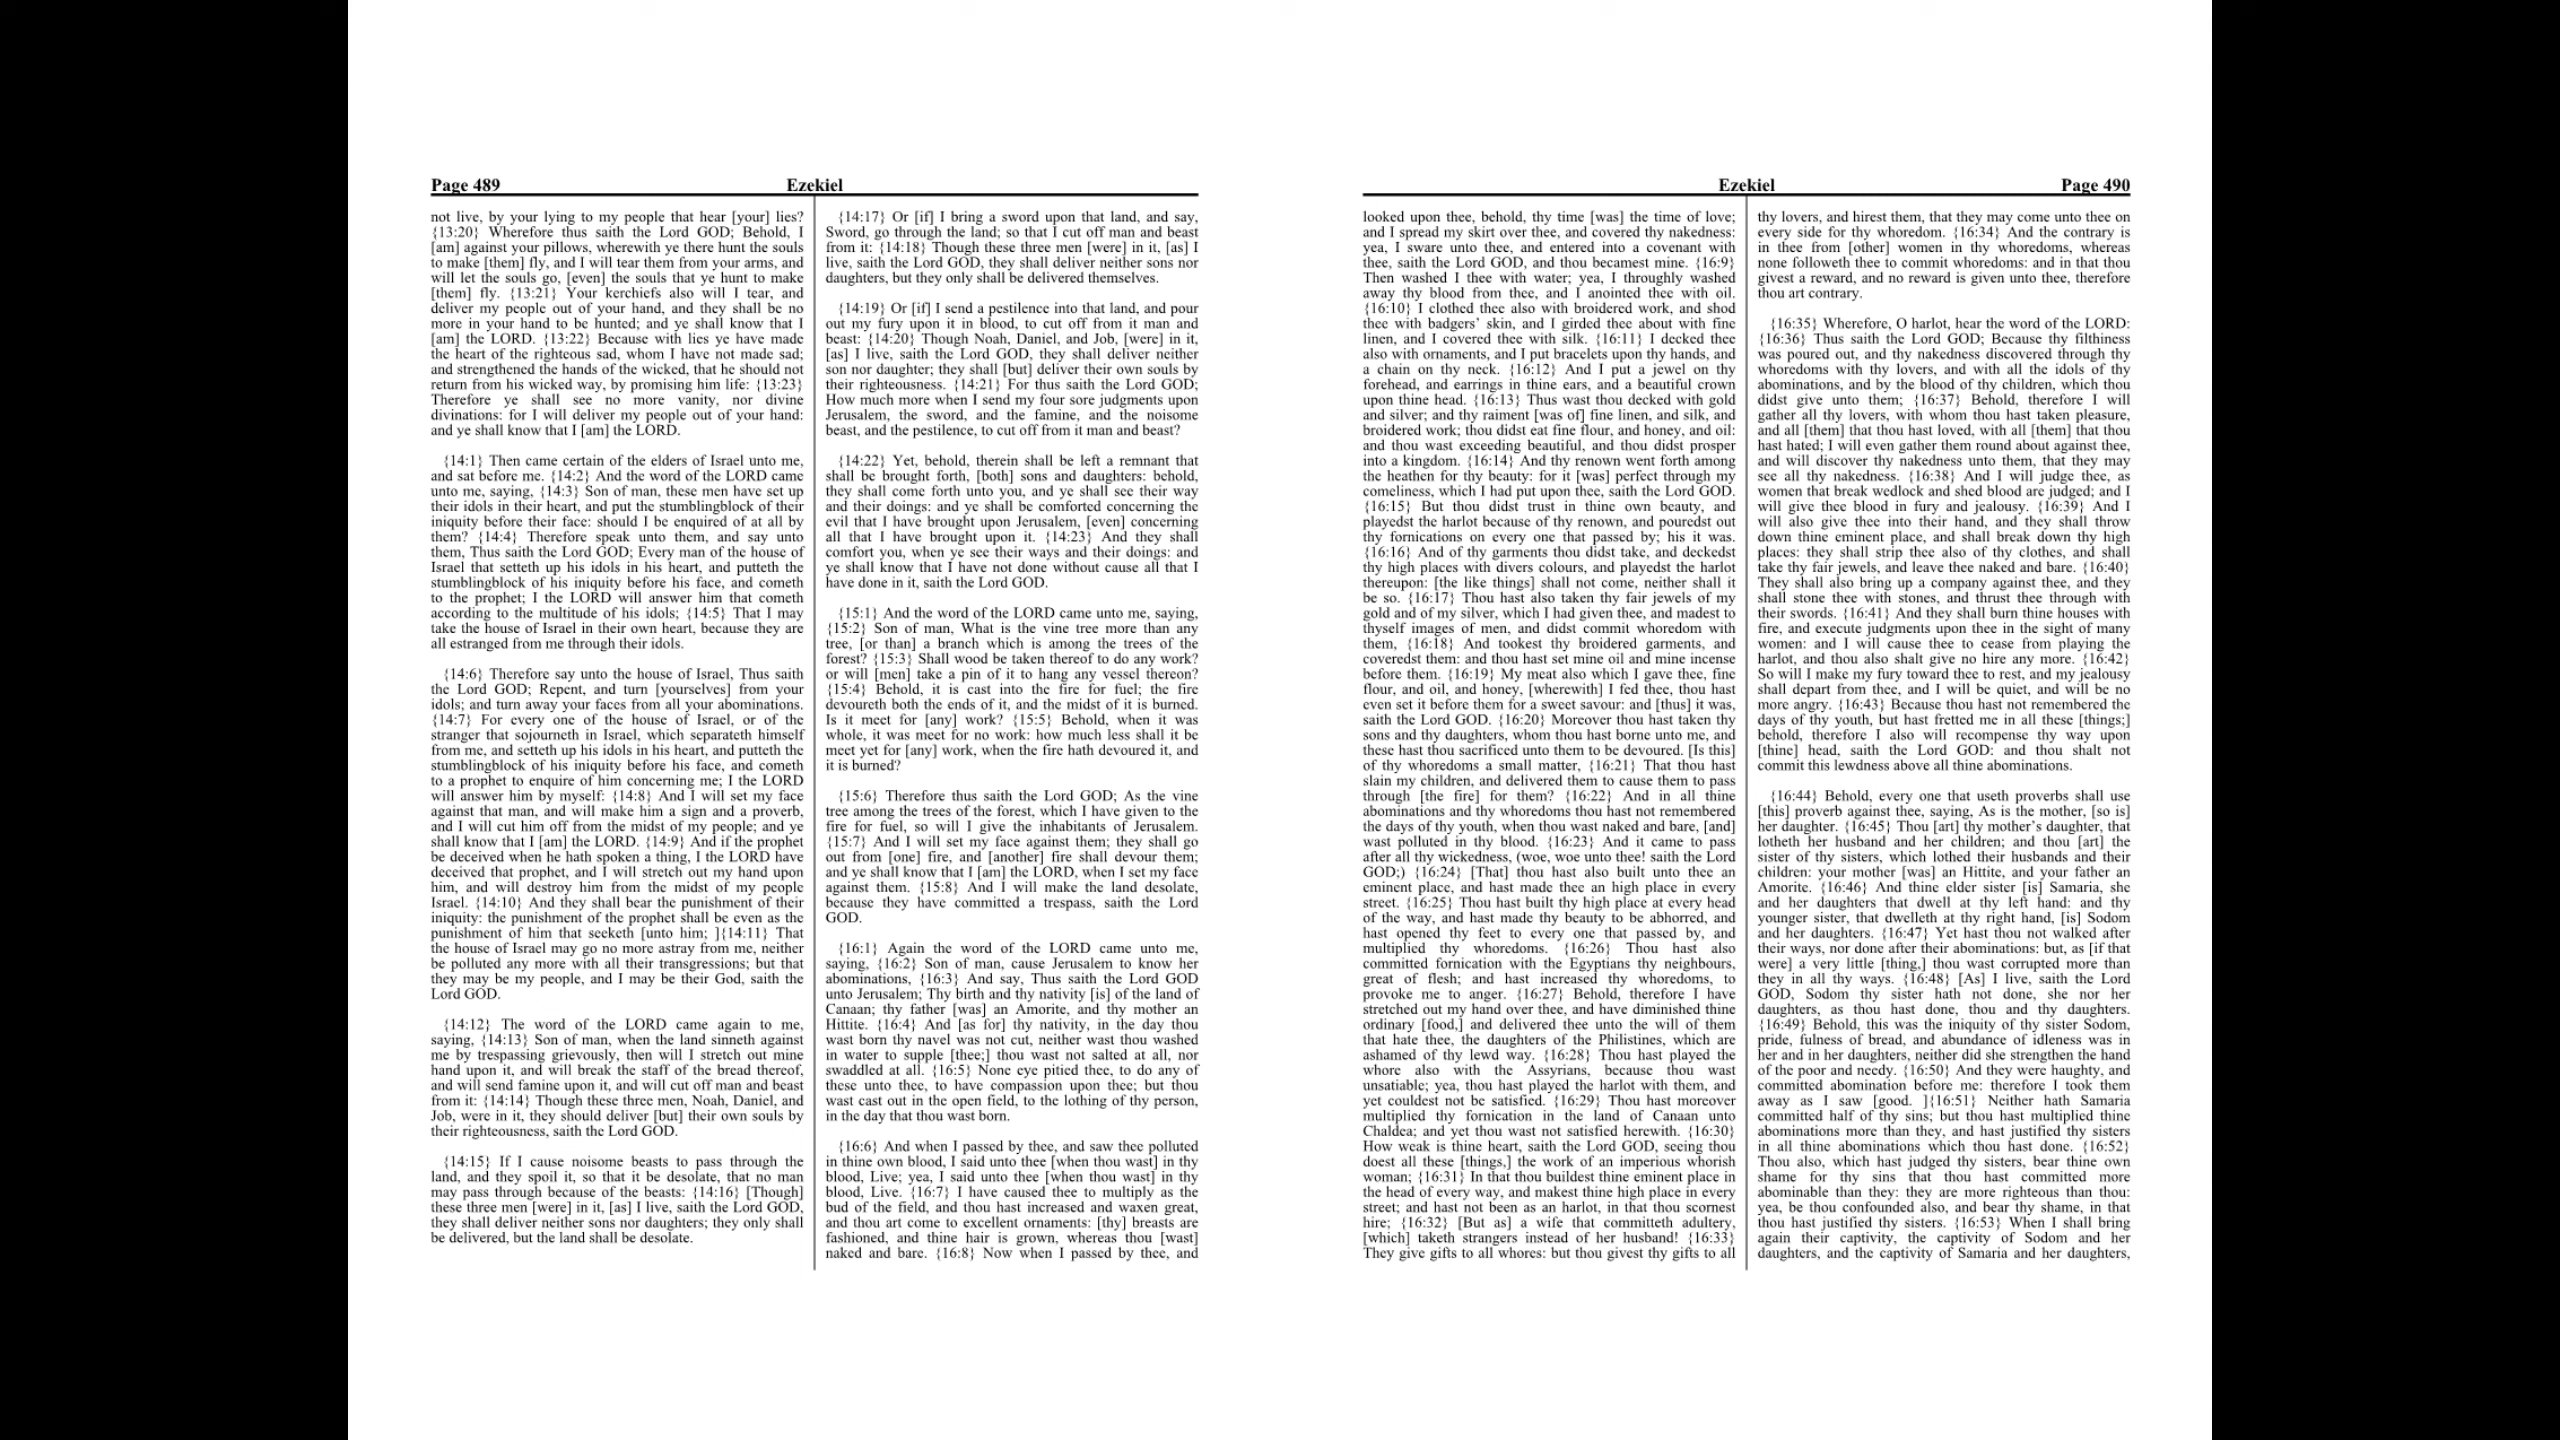 Page 489
Ezekiel
not live, by your lying to my people that hear [your] lies?
{13:20} Wherefore thus saith the Lord GOD; Behold, I
[am] against your pillows, wherewith ye there hunt the souls
to make [them] fly, and I will tear them from your arms, and
will let the souls go, [even] the souls that ye hunt to make
[them] fly. {13:21} Your kerchiefs also will I tear, and
deliver my people out of your hand, and they shall be no
more in your hand to be hunted; and ye shall know that I
[am] the LORD. {13:22} Because with lies ye have made
the heart of the righteous sad, whom I have not made sad;
and strengthened the hands of the wicked, that he should not
return from his wicked way, by promising him life: {13:23}
Therefore ye shall see no more vanity, nor divine
divinations: for I will deliver my people out of your hand:
and ye shall know that I [am] the LORD.
{14:1} Then came certain of the elders of Israel unto me,
and sat before me. {14:2} And the word of the LORD came
unto me, saying, {14:3} Son of man, these men have set up
their idols in their heart, and put the stumblingblock of their
iniquity before their face: should I be enquired of at all by
them? {14:4} Therefore speak unto them, and say unto
them, Thus saith the Lord GOD; Every man of the house of
Israel that setteth up his idols in his heart, and putteth the
stumblingblock of his iniquity before his face, and cometh
to the prophet; I the LORD will answer him that cometh
according to the multitude of his idols; {14:5} That I may
take the house of Israel in their own heart, because they are
all estranged from me through their idols.
{14:6} Therefore say unto the house of Israel, Thus saith
the Lord GOD; Repent, and turn [yourselves] from your
idols; and turn away your faces from all your abominations.
{14:7} For every one of the house of Israel, or of the
stranger that sojourneth in Israel, which separateth himself
from me, and setteth up his idols in his heart, and putteth the
stumblingblock of his iniquity before his face, and cometh
to a prophet to enquire of him concerning me; I the LORD
will answer him by myself: {14:8} And I will set my face
against that man, and will make him a sign and a proverb,
and I will cut him off from the midst of my people; and ye
shall know that I [am] the LORD. {14:9} And if the prophet
be deceived when he hath spoken a thing, I the LORD have
deceived that prophet, and I will stretch out my hand upon
him, and will destroy him from the midst of my people
Israel. {14:10} And they shall bear the punishment of their
iniquity: the punishment of the prophet shall be even as the
punishment of him that seeketh [unto him; ]{14:11} That
the house of Israel may go no more astray from me, neither
be polluted any more with all their transgressions; but that
they may be my people, and I may be their God, saith the
Lord GOD.
{14:12} The word of the LORD came again to me,
saying, {14:13} Son of man, when the land sinneth against
me by trespassing grievously, then will I stretch out mine
hand upon it, and will break the staff of the bread thereof,
and will send famine upon it, and will cut off man and beast
from it: {14:14} Though these three men, Noah, Daniel, and
Job, were in it, they should deliver [but] their own souls by
their righteousness, saith the Lord GOD.
{14:15} If I cause noisome beasts to pass through the
land, and they spoil it, so that it be desolate, that no man
may pass through because of the beasts: {14:16} [Though]
these three men [were] in it, [as] I live, saith the Lord GOD,
they shall deliver neither sons nor daughters; they only shall
be delivered, but the land shall be desolate.
{14:17} Or [if] I bring a sword upon that land, and say,
Sword, go through the land; so that I cut off man and beast
from it: {14:18} Though these three men [were] in it, [as] I
live, saith the Lord GOD, they shall deliver neither sons nor
daughters, but they only shall be delivered themselves.
{14:19} Or [if] I send a pestilence into that land, and pour
out my fury upon it in blood, to cut off from it man and
beast: {14:20} Though Noah, Daniel, and Job, [were] in it,
[as] I live, saith the Lord GOD, they shall deliver neither
son nor daughter; they shall [but] deliver their own souls by
their righteousness. {14:21} For thus saith the Lord GOD;
How much more when I send my four sore judgments upon
Jerusalem, the sword, and the famine, and the noisome
beast, and the pestilence, to cut off from it man and beast?
{14:22} Yet, behold, therein shall be left a remnant that
shall be brought forth, [both] sons and daughters: behold,
they shall come forth unto you, and ye shall see their way
and their doings: and ye shall be comforted concerning the
evil that I have brought upon Jerusalem, [even] concerning
all that I have brought upon it. {14:23} And they shall
comfort you, when ye see their ways and their doings: and
ye shall know that I have not done without cause all that I
have done in it, saith the Lord GOD.
{15:1} And the word of the LORD came unto me, saying,
{15:2} Son of man, What is the vine tree more than any
tree, [or than] a branch which is among the trees of the
forest? {15:3} Shall wood be taken thereof to do any work?
or will [men] take a pin of it to hang any vessel thereon?
{15:4} Behold, it is cast into the fire for fuel; the fire
devoureth both the ends of it, and the midst of it is burned.
Is it meet for [any] work? {15:5} Behold, when it was
whole, it was meet for no work: how much less shall it be
meet yet for [any] work, when the fire hath devoured it, and
it is burned?
{15:6} Therefore thus saith the Lord GOD; As the vine
tree among the trees of the forest, which I have given to the
fire for fuel, so will I give the inhabitants of Jerusalem.
{15:7} And I will set my face against them; they shall go
out from [one] fire, and [another] fire shall devour them;
and ye shall know that I [am] the LORD, when I set my face
against them. {15:8} And I will make the land desolate,
because they have committed a trespass, saith the Lord
GOD.
{16:1} Again the word of the LORD came unto me,
saying, {16:2} Son of man, cause Jerusalem to know her
abominations, {16:3} And say, Thus saith the Lord GOD
unto Jerusalem; Thy birth and thy nativity [is] of the land of
Canaan; thy father [was] an Amorite, and thy mother an
Hittite. {16:4} And [as for] thy nativity, in the day thou
wast born thy navel was not cut, neither wast thou washed
in water to supple [thee;] thou wast not salted at all, nor
swaddled at all. {16:5} None eye pitied thee, to do any of
these unto thee, to have compassion upon thee; but thou
wast cast out in the open field, to the lothing of thy person,
in the day that thou wast born.
{16:6} And when I passed by thee, and saw thee polluted
in thine own blood, I said unto thee [when thou wast] in thy
blood, Live; yea, I said unto thee [when thou wast] in thy
blood, Live. {16:7} I have caused thee to multiply as the
bud of the field, and thou hast increased and waxen great,
and thou art come to excellent ornaments: [thy] breasts are
fashioned, and thine hair is grown, whereas thou [wast]
naked and bare. {16:8} Now when I passed by thee, and
Ezekiel
Page 490
looked upon thee, behold, thy time [was] the time of love;
and I spread my skirt over thee, and covered thy nakedness:
yea, I sware unto thee, and entered into a covenant with
thee, saith the Lord GOD, and thou becamest mine. {16:9}
Then washed I thee with water; yea, I throughly washed
away thy blood from thee, and I anointed thee with oil.
{16:10} I clothed thee also with broidered work, and shod
thee with badgers’ skin, and I girded thee about with fine
linen, and I covered thee with silk. {16:11} I decked thee
also with ornaments, and I put bracelets upon thy hands, and
a chain on thy neck. {16:12} And I put a jewel on thy
forehead, and earrings in thine ears, and a beautiful crown
upon thine head. {16:13} Thus wast thou decked with gold
and silver; and thy raiment [was of] fine linen, and silk, and
broidered work; thou didst eat fine flour, and honey, and oil:
and thou wast exceeding beautiful, and thou didst prosper
into a kingdom. {16:14} And thy renown went forth among
the heathen for thy beauty: for it [was] perfect through my
comeliness, which I had put upon thee, saith the Lord GOD.
{16:15} But thou didst trust in thine own beauty, and
playedst the harlot because of thy renown, and pouredst out
thy fornications on every one that passed by; his it was.
{16:16} And of thy garments thou didst take, and deckedst
thy high places with divers colours, and playedst the harlot
thereupon: [the like things] shall not come, neither shall it
be so. {16:17} Thou hast also taken thy fair jewels of my
gold and of my silver, which I had given thee, and madest to
thyself images of men, and didst commit whoredom with
them, {16:18} And tookest thy broidered garments, and
coveredst them: and thou hast set mine oil and mine incense
before them. {16:19} My meat also which I gave thee, fine
flour, and oil, and honey, [wherewith] I fed thee, thou hast
even set it before them for a sweet savour: and [thus] it was,
saith the Lord GOD. {16:20} Moreover thou hast taken thy
sons and thy daughters, whom thou hast borne unto me, and
these hast thou sacrificed unto them to be devoured. [Is this]
of thy whoredoms a small matter, {16:21} That thou hast
slain my children, and delivered them to cause them to pass
through [the fire] for them? {16:22} And in all thine
abominations and thy whoredoms thou hast not remembered
the days of thy youth, when thou wast naked and bare, [and]
wast polluted in thy blood. {16:23} And it came to pass
after all thy wickedness, (woe, woe unto thee! saith the Lord
GOD;) {16:24} [That] thou hast also built unto thee an
eminent place, and hast made thee an high place in every
street. {16:25} Thou hast built thy high place at every head
of the way, and hast made thy beauty to be abhorred, and
hast opened thy feet to every one that passed by, and
multiplied thy whoredoms. {16:26} Thou hast also
committed fornication with the Egyptians thy neighbours,
great of flesh; and hast increased thy whoredoms, to
provoke me to anger. {16:27} Behold, therefore I have
stretched out my hand over thee, and have diminished thine
ordinary [food,] and delivered thee unto the will of them
that hate thee, the daughters of the Philistines, which are
ashamed of thy lewd way. {16:28} Thou hast played the
whore also with the Assyrians, because thou wast
unsatiable; yea, thou hast played the harlot with them, and
yet couldest not be satisfied. {16:29} Thou hast moreover
multiplied thy fornication in the land of Canaan unto
Chaldea; and yet thou wast not satisfied herewith. {16:30}
How weak is thine heart, saith the Lord GOD, seeing thou
doest all these [things,] the work of an imperious whorish
woman; {16:31} In that thou buildest thine eminent place in
the head of every way, and makest thine high place in every
street; and hast not been as an harlot, in that thou scornest
hire; {16:32} [But as] a wife that committeth adultery,
[which] taketh strangers instead of her husband! {16:33}
They give gifts to all whores: but thou givest thy gifts to all
thy lovers, and hirest them, that they may come unto thee on
every side for thy whoredom. {16:34} And the contrary is
in thee from [other] women in thy whoredoms, whereas
none followeth thee to commit whoredoms: and in that thou
givest a reward, and no reward is given unto thee, therefore
thou art contrary.
{16:35} Wherefore, O harlot, hear the word of the LORD:
{16:36} Thus saith the Lord GOD; Because thy filthiness
was poured out, and thy nakedness discovered through thy
whoredoms with thy lovers, and with all the idols of thy
abominations, and by the blood of thy children, which thou
didst give unto them; {16:37} Behold, therefore I will
gather all thy lovers, with whom thou hast taken pleasure,
and all [them] that thou hast loved, with all [them] that thou
hast hated; I will even gather them round about against thee,
and will discover thy nakedness unto them, that they may
see all thy nakedness. {16:38} And I will judge thee, as
women that break wedlock and shed blood are judged; and I
will give thee blood in fury and jealousy. {16:39} And I
will also give thee into their hand, and they shall throw
down thine eminent place, and shall break down thy high
places: they shall strip thee also of thy clothes, and shall
take thy fair jewels, and leave thee naked and bare. {16:40}
They shall also bring up a company against thee, and they
shall stone thee with stones, and thrust thee through with
their swords. {16:41} And they shall burn thine houses with
fire, and execute judgments upon thee in the sight of many
women: and I will cause thee to cease from playing the
harlot, and thou also shalt give no hire any more. {16:42}
So will I make my fury toward thee to rest, and my jealousy
shall depart from thee, and I will be quiet, and will be no
more angry. {16:43} Because thou hast not remembered the
days of thy youth, but hast fretted me in all these [things;]
behold, therefore I also will recompense thy way upon
[thine] head, saith the Lord GOD: and thou shalt not
commit this lewdness above all thine abominations.
{16:44} Behold, every one that useth proverbs shall use
[this] proverb against thee, saying, As is the mother, [so is]
her daughter. {16:45} Thou [art] thy mother’s daughter, that
lotheth her husband and her children; and thou [art] the
sister of thy sisters, which lothed their husbands and their
children: your mother [was] an Hittite, and your father an
Amorite. {16:46} And thine elder sister [is] Samaria, she
and her daughters that dwell at thy left hand: and thy
younger sister, that dwelleth at thy right hand, [is] Sodom
and her daughters. {16:47} Yet hast thou not walked after
their ways, nor done after their abominations: but, as [if that
were] a very little [thing,] thou wast corrupted more than
they in all thy ways. {16:48} [As] I live, saith the Lord
GOD, Sodom thy sister hath not done, she nor her
daughters, as thou hast done, thou and thy daughters.
{16:49} Behold, this was the iniquity of thy sister Sodom,
pride, fulness of bread, and abundance of idleness was in
her and in her daughters, neither did she strengthen the hand
of the poor and needy. {16:50} And they were haughty, and
committed abomination before me: therefore I took them
away as I saw [good. ]{16:51} Neither hath Samaria
committed half of thy sins; but thou hast multiplied thine
abominations more than they, and hast justified thy sisters
in all thine abominations which thou hast done. {16:52}
Thou also, which hast judged thy sisters, bear thine own
shame for thy sins that thou hast committed more
abominable than they: they are more righteous than thou:
yea, be thou confounded also, and bear thy shame, in that
thou hast justified thy sisters. {16:53} When I shall bring
again their captivity, the captivity of Sodom and her
daughters, and the captivity of Samaria and her daughters,